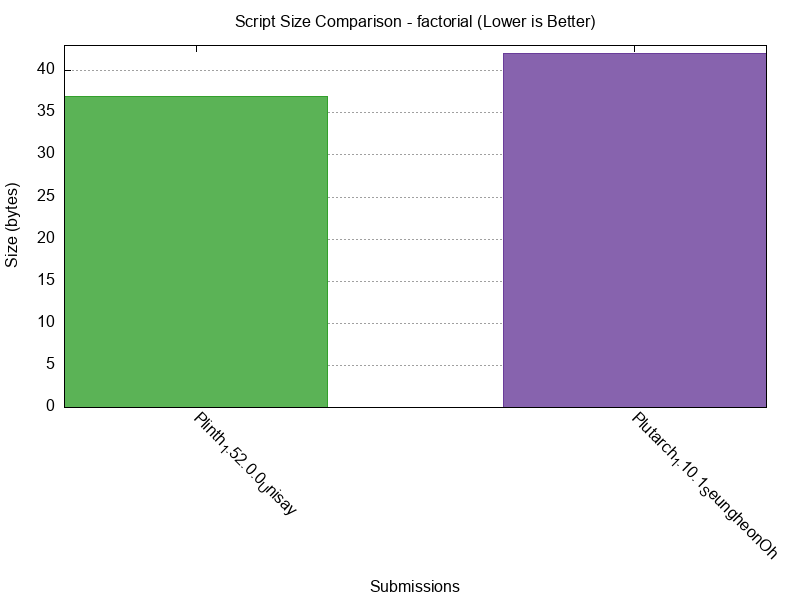 Script Size Comparison - factorial (Lower is Better)
Size (bytes)
40
35
30
25
20
15
10
5
0
Plinth₁.52.0.0ᵤnisay
Plutarch₁.10.1ₛeungheonOh
Submissions